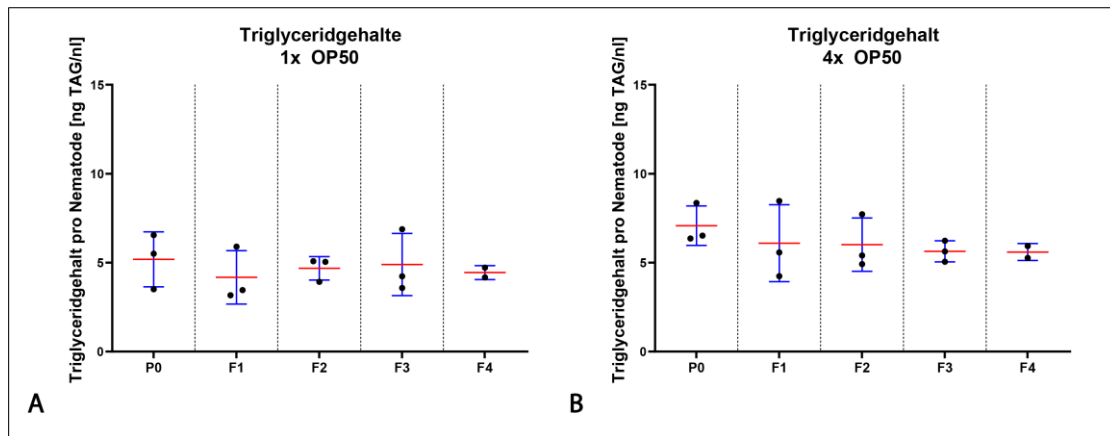 Triglyceridgehalte
1x OP50
Triglyceridgehalt pro Nematode [ng TAG/nl]
15
10
5
0
P0 F1 F2 F3 F4
A
Triglyceridgehalt
4x OP50
Triglyceridgehalt pro Nematode [ng TAG/nl]
15
10
5
0
P0 F1 F2 F3 F4
B